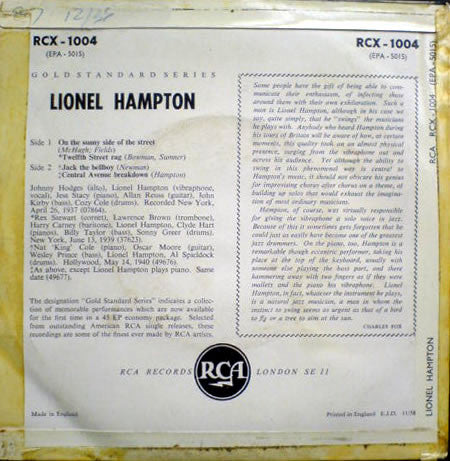 12/58
RCX - 1004
(EPA - 5015)
RCX - 1004
(EPA - 5015)
GOLD STANDARD SERIES
LIONEL HAMPTON
Side 1 On the sunny side of the street
(McHugh; Fields)
*Twelfth Street rag (Bowman, Sumner)
Side 2 °Jack the bellboy (Newman)
‡Central Avenue breakdown (Hampton)
Johnny Hodges (alto), Lionel Hampton (vibraphone,
vocal), Jess Stacy (piano), Allan Reuss (guitar), John
Kirby (bass), Cozy Cole (drums). Recorded New York,
April 26, 1937 (07864).
*Rex Stewart (cornet), Lawrence Brown (trombone),
Harry Carney (baritone), Lionel Hampton, Clyde Hart
(piano), Billy Taylor (bass), Sonny Greer (drums).
New York, June 13, 1939 (37623).
°'Nat 'King' Cole (piano), Oscar Moore (guitar),
Wesley Prince (bass), Lionel Hampton, Al Spieldock
(drums). Hollywood, May 14, 1940 (49676).
‡As above, except Lionel Hampton plays piano. Same
date (49677).
The designation "Gold Standard Series" indicates a collec-
tion of memorable performances which are now available
for the first time in a 45 EP economy package. Selected
from outstanding American RCA single releases, these
recordings are some of the finest ever made by RCA artists.
Some people have the gift of being able to com-
municate their enthusiasm, of infecting those
around them with their own exhilaration. Such a
man is Lionel Hampton, although in his case we
say, quite simply, that he "swings" the musicians
he plays with. Anybody who heard Hampton during
his tours of Britain will be aware of how, at certain
moments, this quality took on an almost physical
presence, surging from the vibraphone out and
across his audience. Yet although the ability to
swing in this phenomenal way is central to
Hampton's music, it should not obscure his genius
for improvising chorus after chorus on a theme, of
building up solos that would exhaust the imagina-
tion of most ordinary musicians.
Hampton, of course, was virtually responsible
for giving the vibraphone a solo voice in jazz.
Because of this it sometimes gets forgotten that he
could just as easily have become one of the greatest
jazz drummers. On the piano, too, Hampton is a
remarkable though eccentric performer, taking his
place at the top of the keyboard, usually with
someone else playing the bass part, and there
hammering away with two fingers as if they were
mallets and the piano his vibraphone. Lionel
Hampton, in fact, whatever the instrument he plays,
is a natural jazz musician, a man in whom the
instinct to swing seems as urgent as that of a bird
to fly or a tree to aim at the sun.
CHARLES FOX
RCA RECORDS
RCA
LONDON SE 11
Made in England
Printed in England E.J.D. 11/58
RCA RCX - 1004 (EPA - 5015)
LIONEL HAMPTON